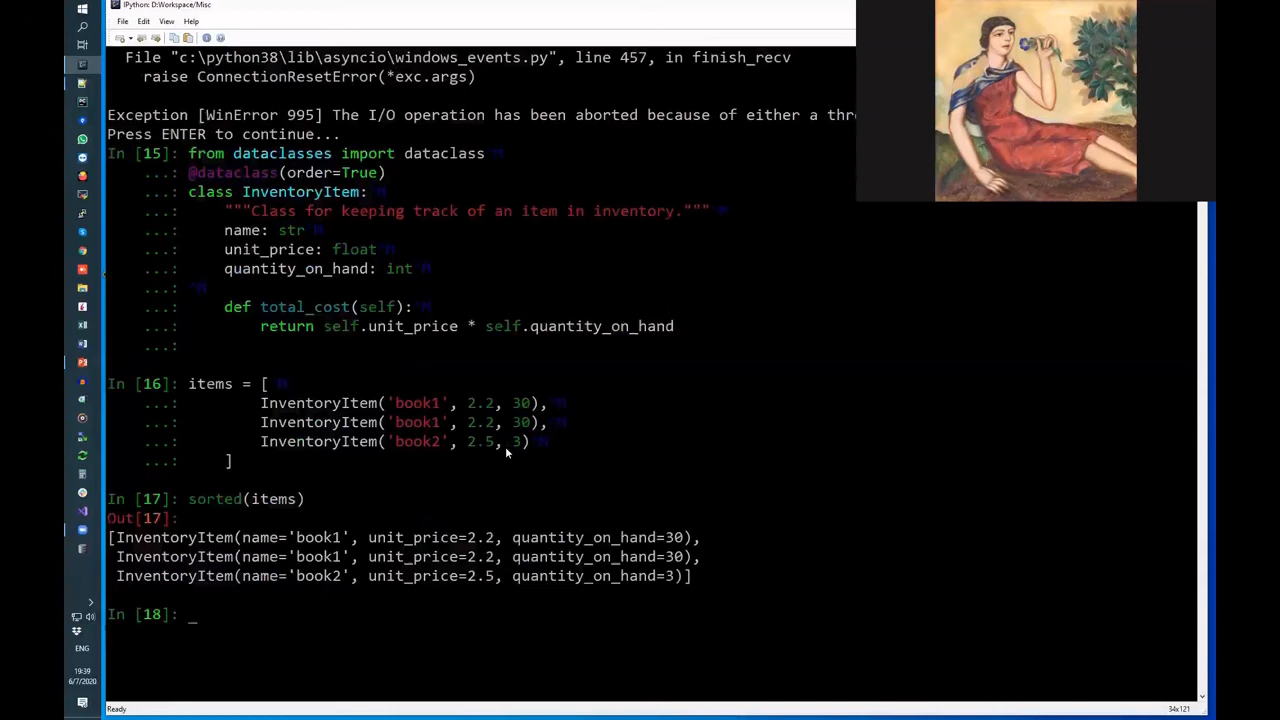 IPython: D:Workspace/Misc
File Edit View Help
File "c:\python38\lib\asyncio\windows_events.py", line 457, in finish_recv
raise ConnectionResetError(*exc.args)
Exception [WinError 995] The I/O operation has been aborted because of either a thr
Press ENTER to continue...
In [15]: from dataclasses import dataclass
...: @dataclass(order=True)
...: class InventoryItem:
...:     """Class for keeping track of an item in inventory."""
...:     name: str
...:     unit_price: float
...:     quantity_on_hand: int
...:
...:     def total_cost(self):
...:         return self.unit_price * self.quantity_on_hand
...:
In [16]: items = [
...:         InventoryItem('book1', 2.2, 30),
...:         InventoryItem('book1', 2.2, 30),
...:         InventoryItem('book2', 2.5, 3)
...:     ]
In [17]: sorted(items)
Out[17]:
[InventoryItem(name='book1', unit_price=2.2, quantity_on_hand=30),
InventoryItem(name='book1', unit_price=2.2, quantity_on_hand=30),
InventoryItem(name='book2', unit_price=2.5, quantity_on_hand=3)]
In [18]: _
ENG
19:39
6/7/2020
Ready
34x121